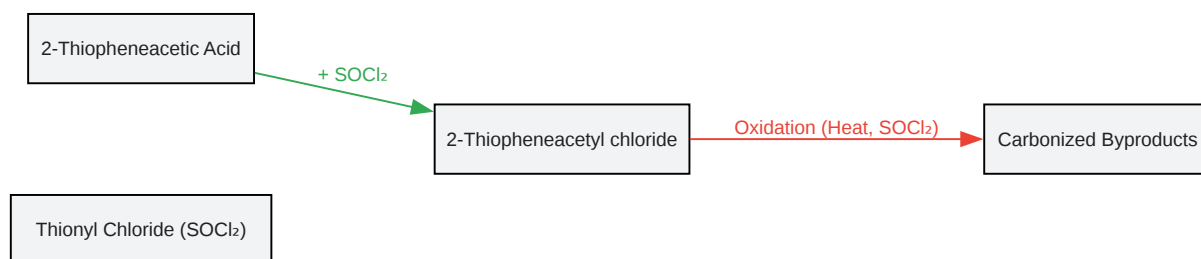 2-Thiopheneacetic Acid
+ SOCl₂
2-Thiopheneacetyl chloride
Oxidation (Heat, SOCl₂)
Carbonized Byproducts
Thionyl Chloride (SOCl₂)